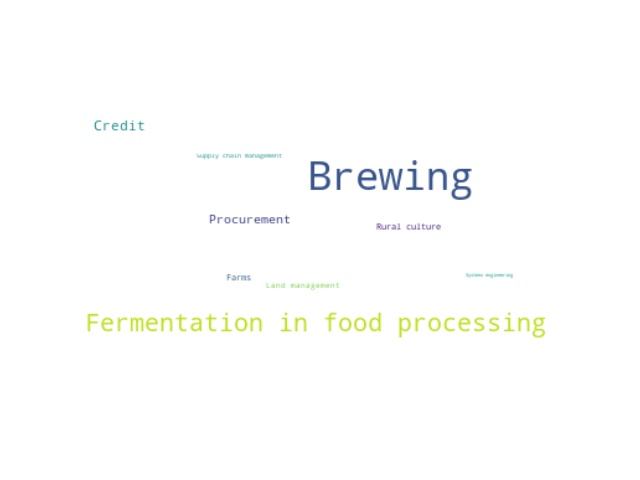 Credit
Supply chain management
Brewing
Procurement
Rural culture
Farms
Systems engineering
Land management
Fermentation in food processing